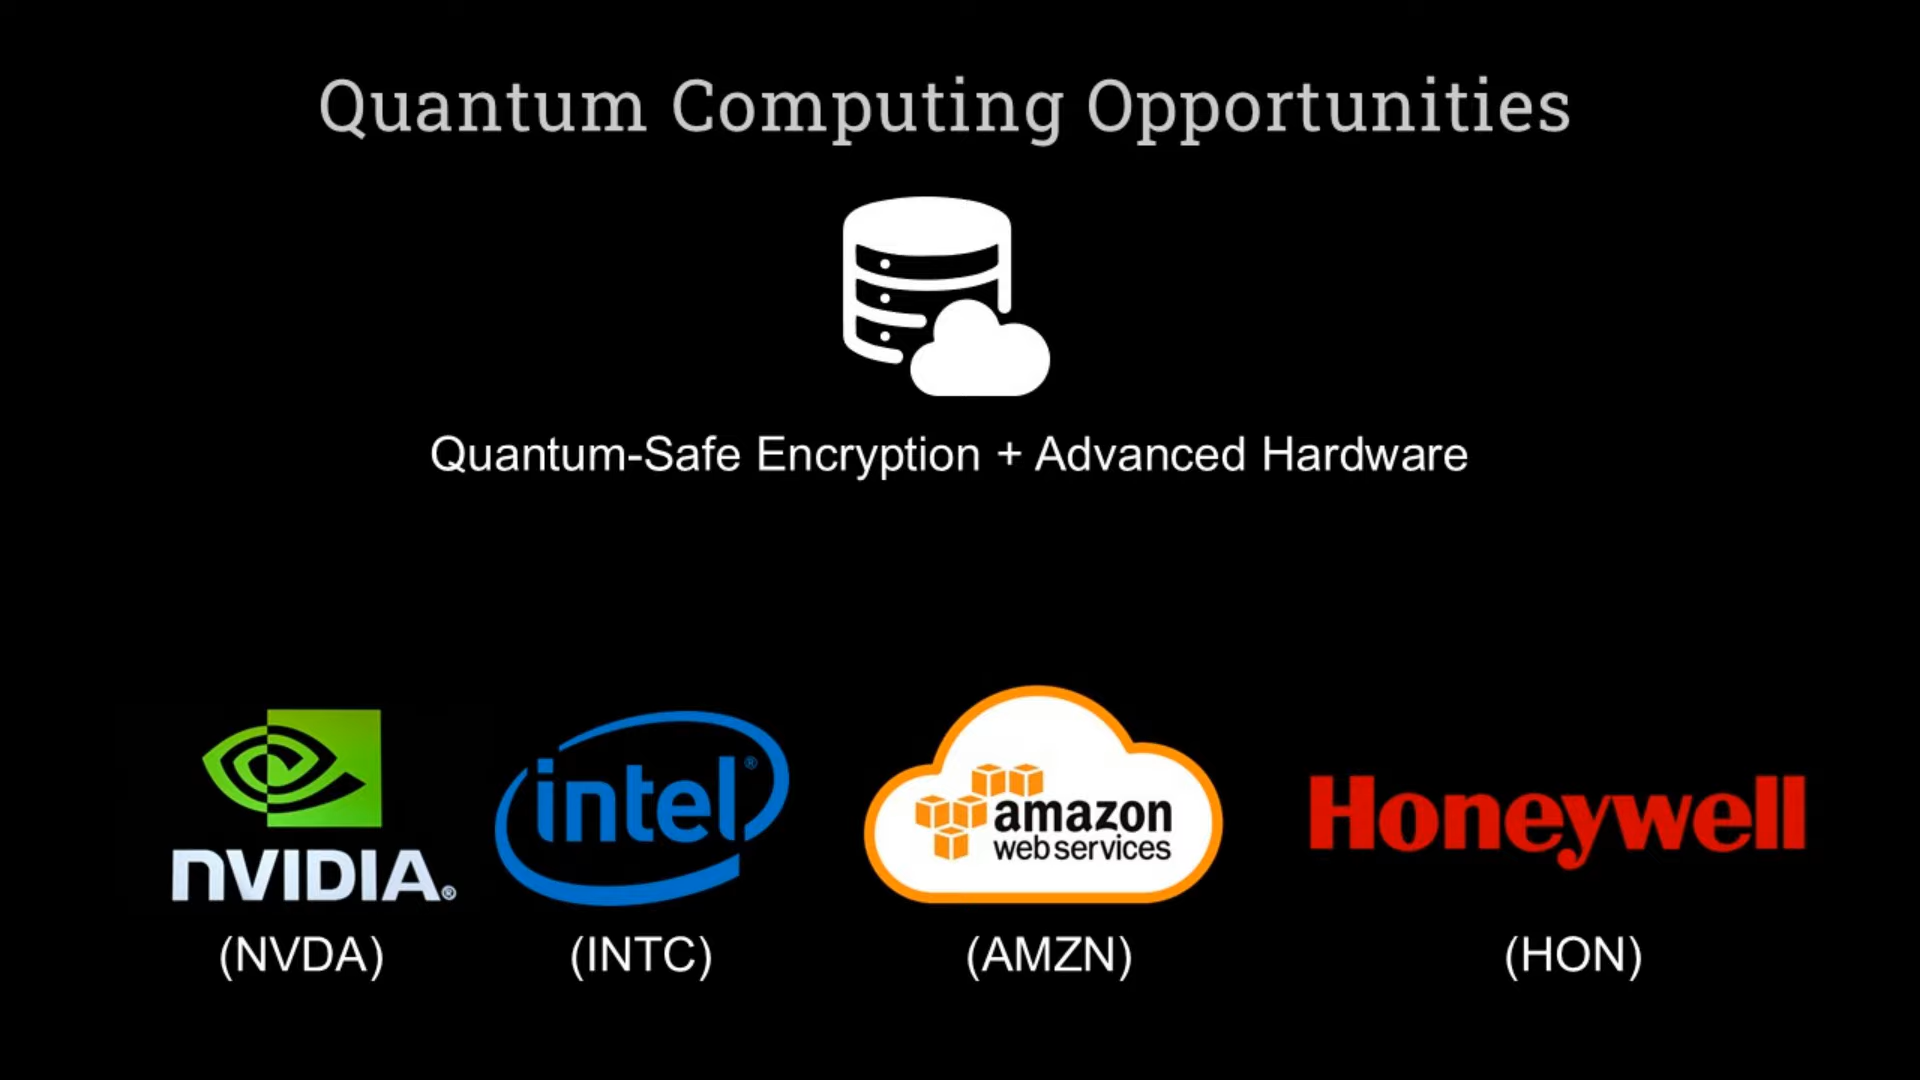 Quantum Computing Opportunities
Quantum-Safe Encryption + Advanced Hardware
nVIDIA®
intel®
amazon
web services
Honeywell
(NVDA)
(INTC)
(AMZN)
(HON)